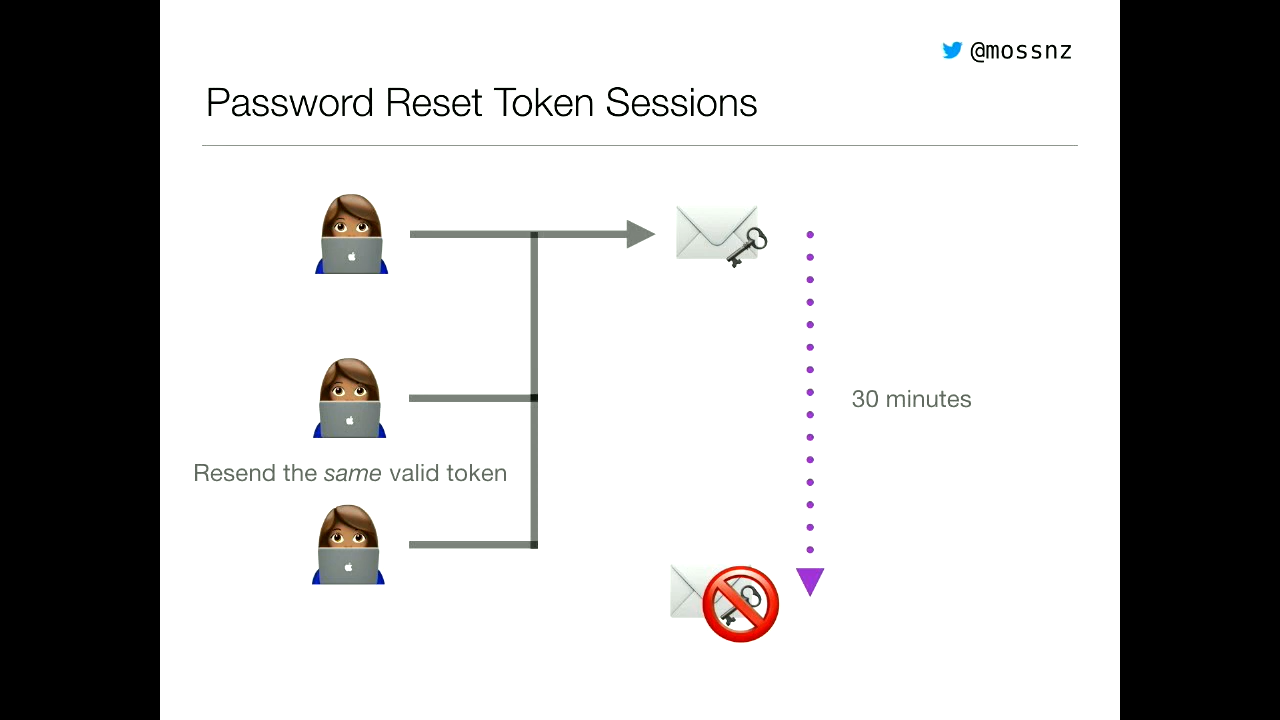 @mossnz
Password Reset Token Sessions
30 minutes
Resend the same valid token